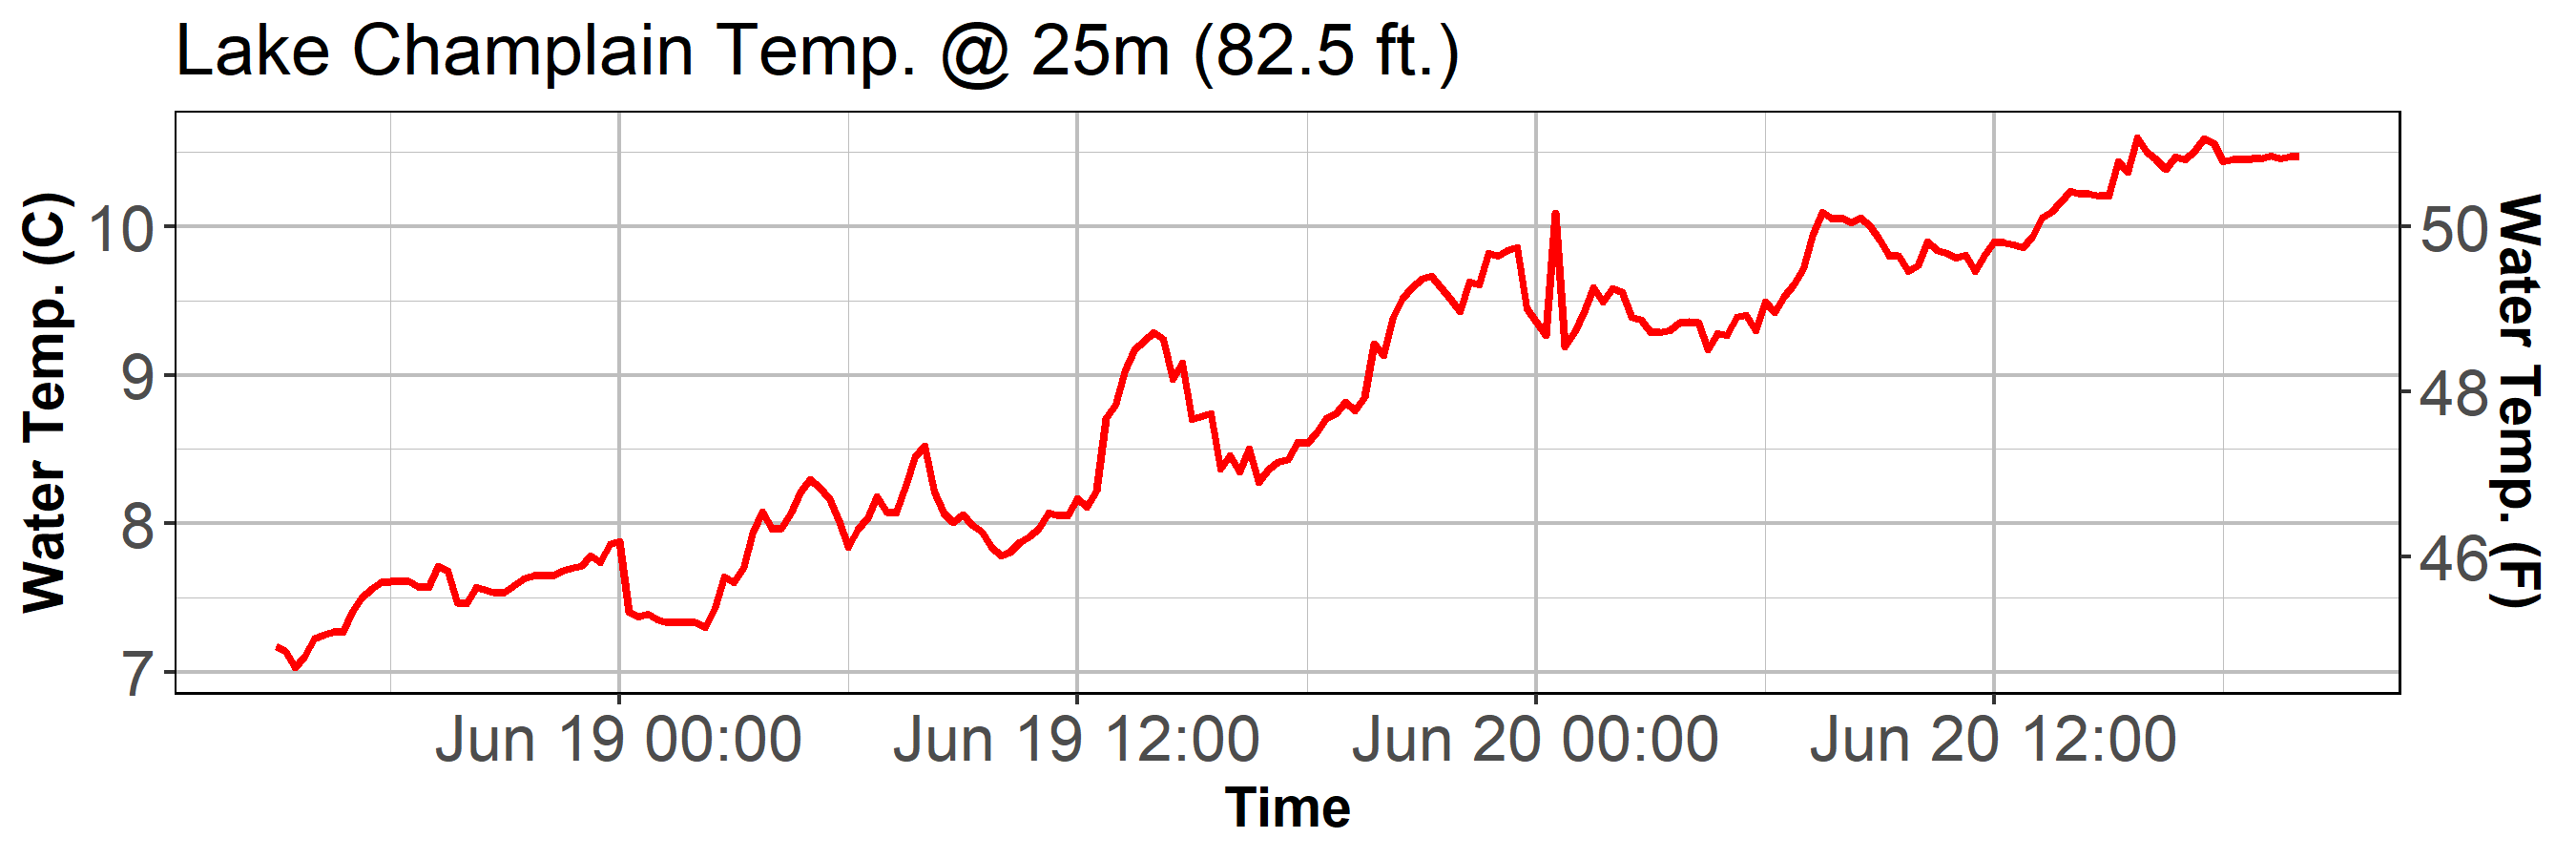 Lake Champlain Temp. @ 25m (82.5 ft.)
Water Temp. (C)
10
9
8
7
50
48
46
Water Temp. (F)
Jun 19 00:00 Jun 19 12:00 Jun 20 00:00 Jun 20 12:00
Time